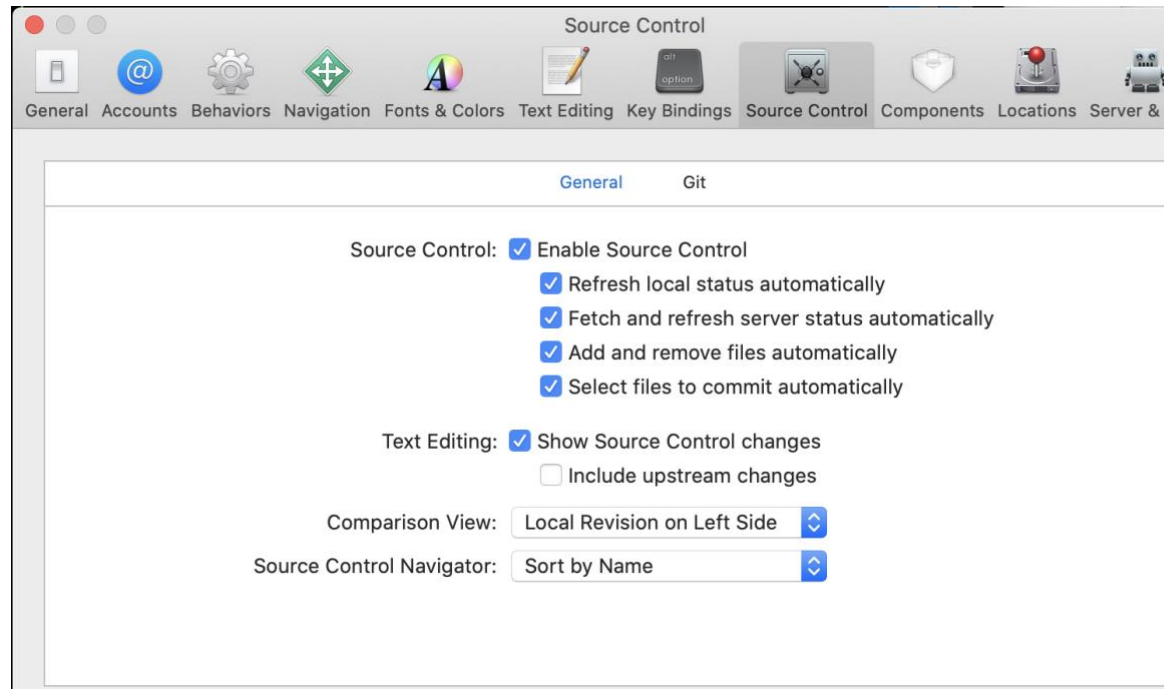 Source Control
alt
option
A
@
General Accounts Behaviors Navigation Fonts & Colors Text Editing Key Bindings Source Control Components Locations Server &
General Git
Source Control: Enable Source Control
Refresh local status automatically
Fetch and refresh server status automatically
Add and remove files automatically
Select files to commit automatically
Text Editing: Show Source Control changes
Include upstream changes
Comparison View: Local Revision on Left Side
Source Control Navigator: Sort by Name